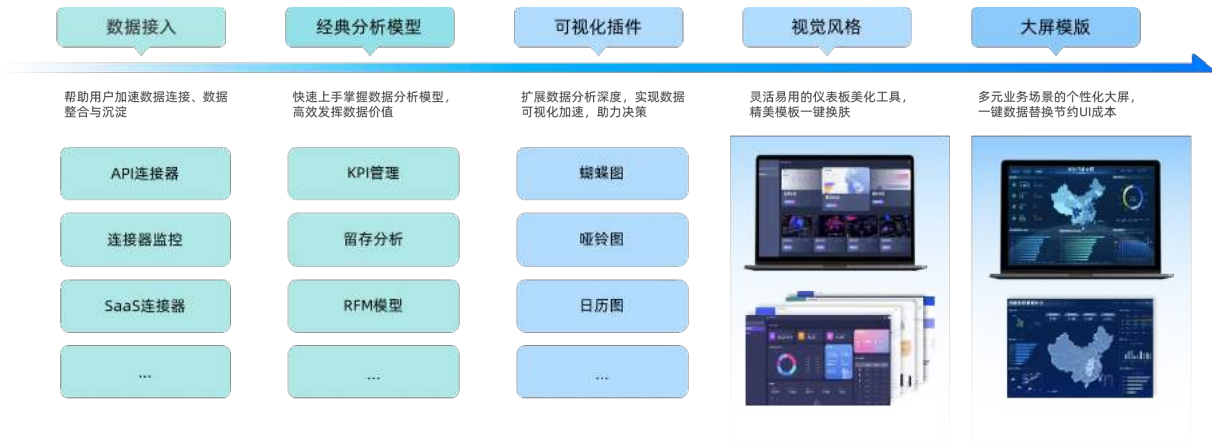 数据接入
经典分析模型
可视化插件
视觉风格
大屏模版
帮助用户加速数据连接、数据
整合与沉淀
快速上手掌握数据分析模型，
高效发挥数据价值
扩展数据分析深度，实现数据
可视化加速，助力决策
灵活易用的仪表板美化工具，
精美模板一键换肤
多元业务场景的个性化大屏，
一键数据替换节约UI成本
API连接器
连接器监控
SaaS连接器
...
KPI管理
留存分析
RFM模型
...
蝴蝶图
哑铃图
日历图
...